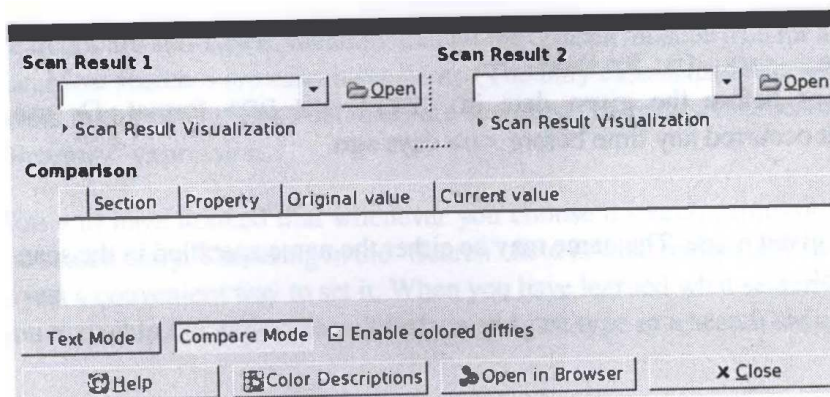 Scan Result 1 Scan Result 2
Open Open
Scan Result Visualization Scan Result Visualization
Comparison
Section Property Original value Current value
Text Mode Compare Mode Enable colored diffies
Help Color Descriptions Open in Browser x Close